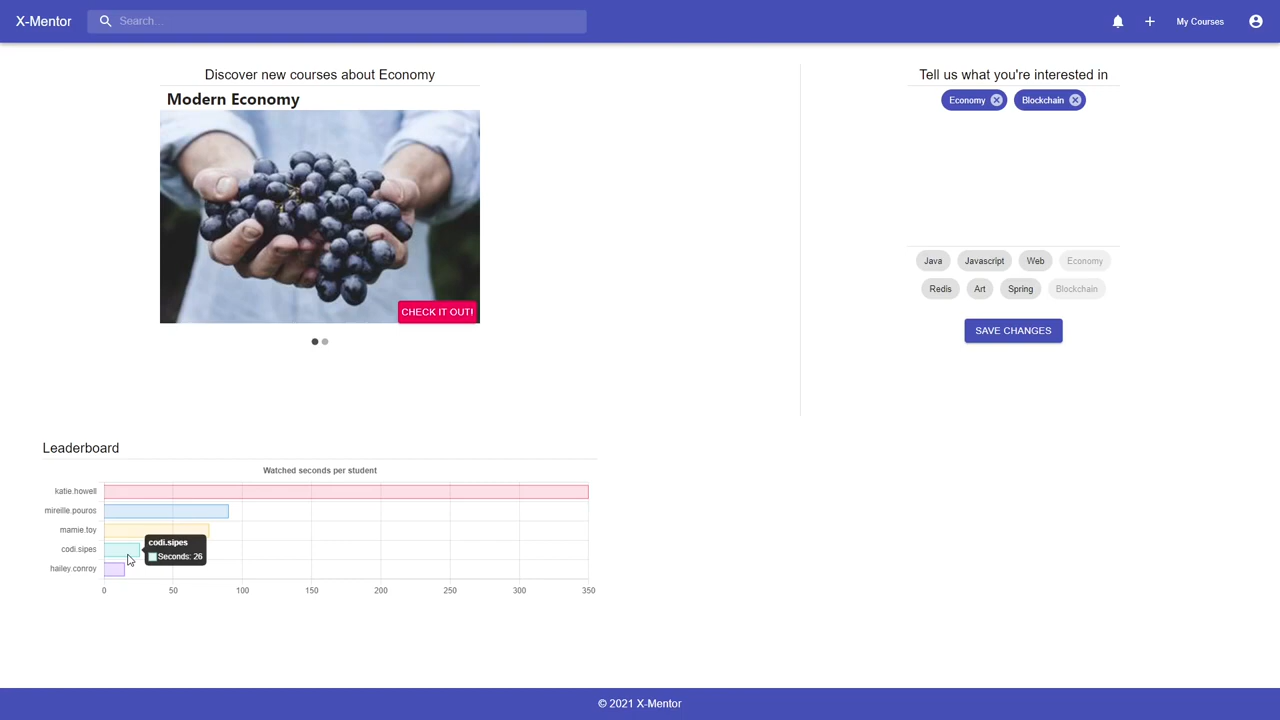 X-Mentor
Search...
My Courses
Discover new courses about Economy
Modern Economy
CHECK IT OUT!
Tell us what you're interested in
Economy
Blockchain
Java
Javascript
Web
Economy
Redis
Art
Spring
Blockchain
SAVE CHANGES
Leaderboard
Watched seconds per student
katie.howell
mireille.pouros
mamie.toy
codi.sipes
hailey.conroy
codi.sipes
Seconds: 26
0 50 100 150 200 250 300 350
© 2021 X-Mentor